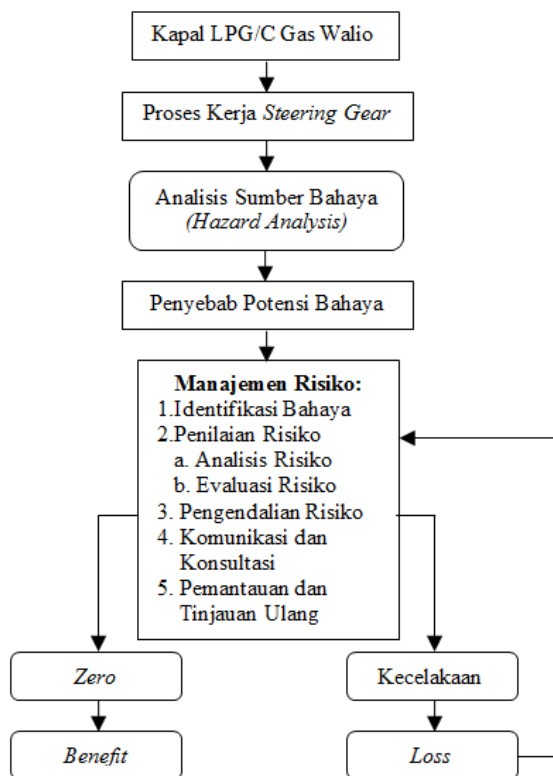 Kapal LPG/C Gas Walio
Proses Kerja Steering Gear
Analisis Sumber Bahaya
(Hazard Analysis)
Penyebab Potensi Bahaya
Manajemen Risiko:
1.Identifikasi Bahaya
2.Penilaian Risiko
a. Analisis Risiko
b. Evaluasi Risiko
3. Pengendalian Risiko
4. Komunikasi dan
Konsultasi
5. Pemantauan dan
Tinjauan Ulang
Zero
Kecelakaan
Benefit
Loss